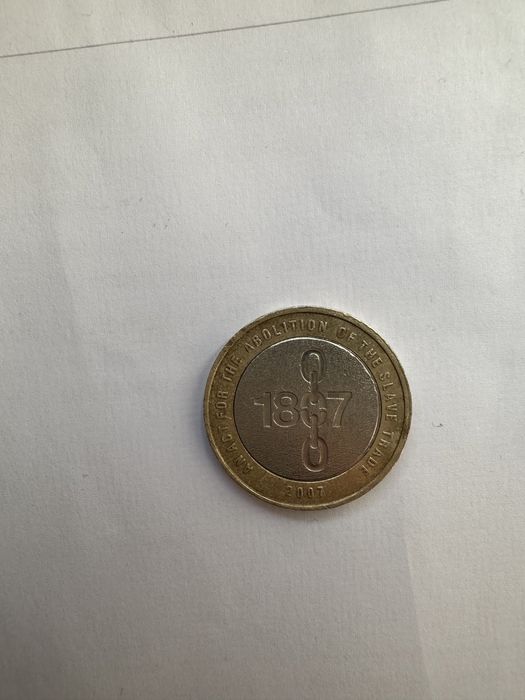 AN ACT FOR THE ABOLITION OF THE SLAVE TRADE
1807
2007